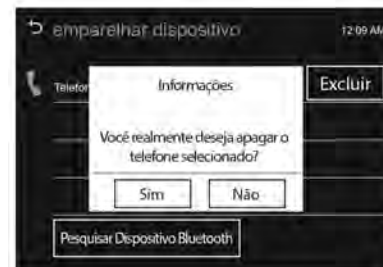 emparelhar dispositivo
12:09 AM
Informações
Excluir
Você realmente deseja apagar o
telefone selecionado?
Sim
Não
Pesquisar Dispositivo Bluetooth